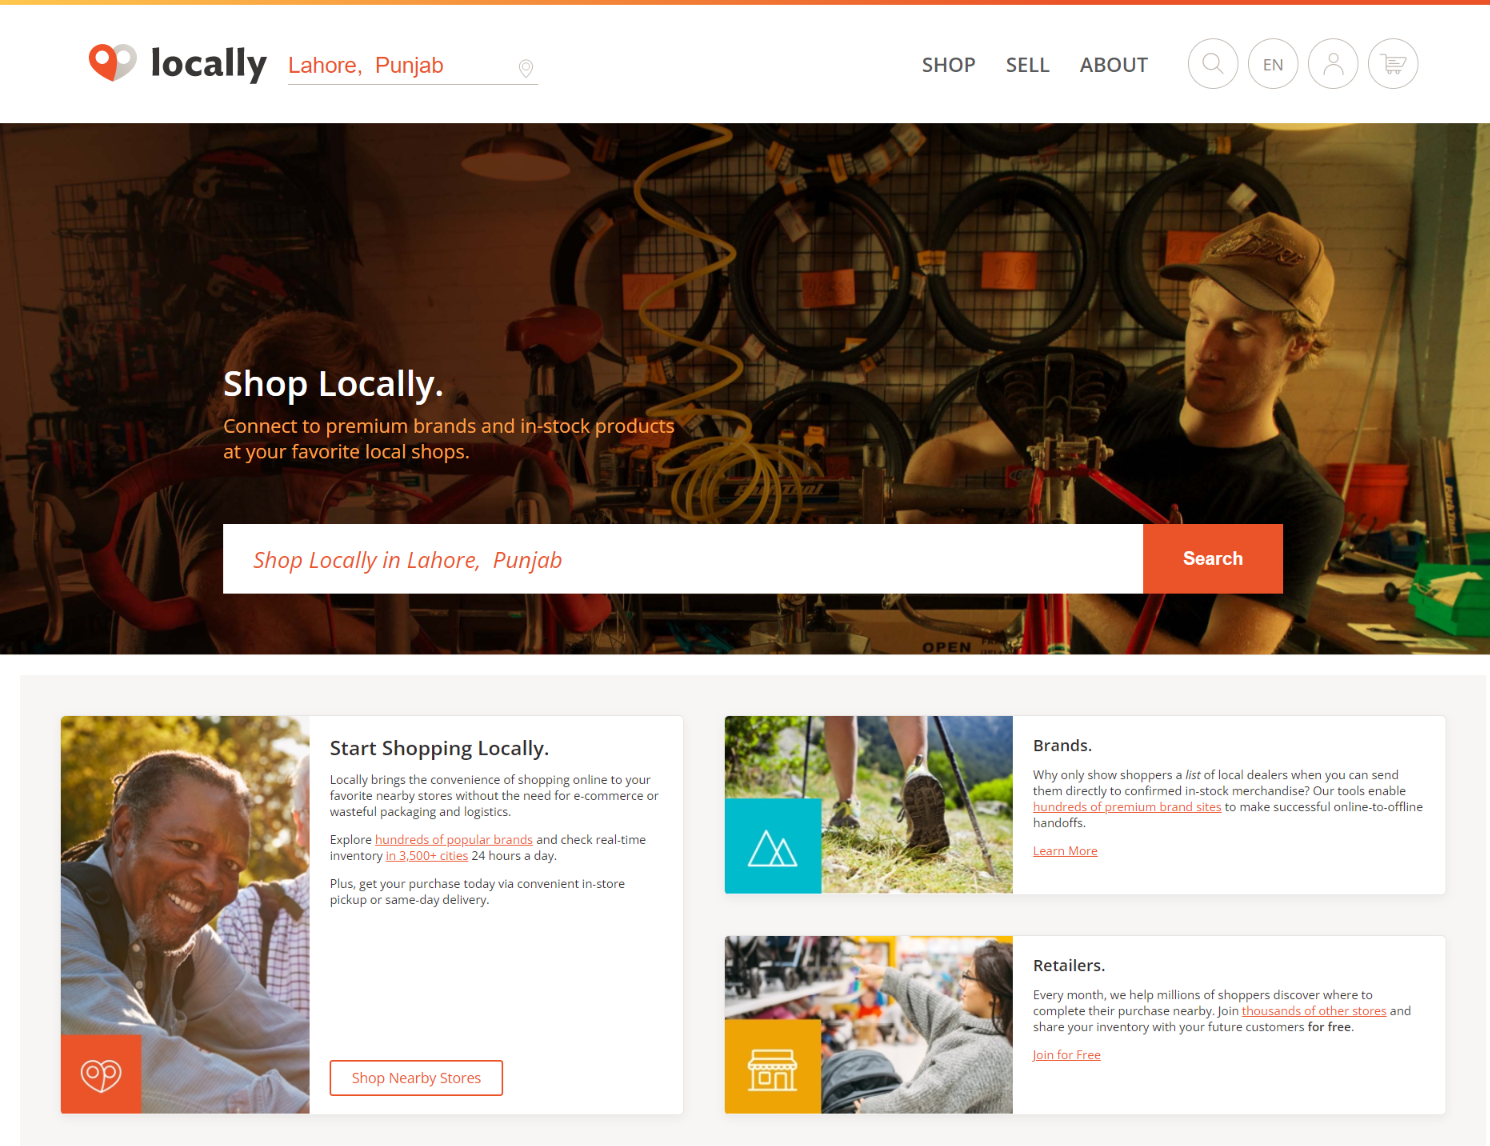 locally
Lahore, Punjab
SHOP
SELL
ABOUT
EN
Shop Locally.
Connect to premium brands and in-stock products
at your favorite local shops.
Shop Locally in Lahore, Punjab
Search
OPEN
Start Shopping Locally.
Locally brings the convenience of shopping online to your
favorite nearby stores without the need for e-commerce or
wasteful packaging and logistics.
Explore hundreds of popular brands and check real-time
inventory in 3,500+ cities 24 hours a day.
Plus, get your purchase today via convenient in-store
pickup or same-day delivery.
Shop Nearby Stores
Brands.
Why only show shoppers a list of local dealers when you can send
them directly to confirmed in-stock merchandise? Our tools enable
hundreds of premium brand sites to make successful online-to-offline
handoffs.
Learn More
Retailers.
Every month, we help millions of shoppers discover where to
complete their purchase nearby. Join thousands of other stores and
share your inventory with your future customers for free.
Join for Free